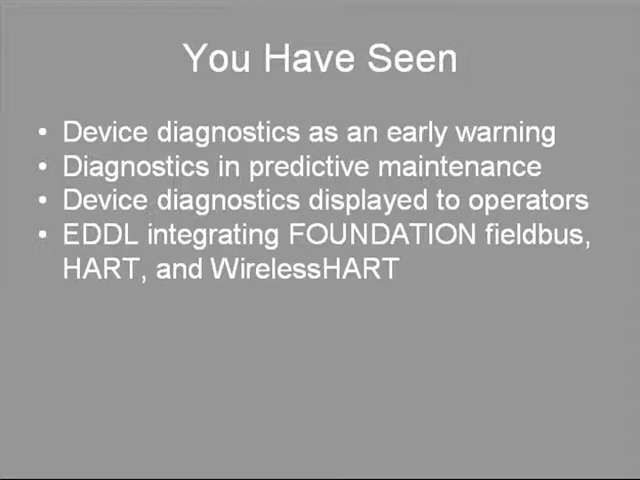 You Have Seen
• Device diagnostics as an early warning
• Diagnostics in predictive maintenance
• Device diagnostics displayed to operators
• EDDL integrating FOUNDATION fieldbus,
HART, and WirelessHART